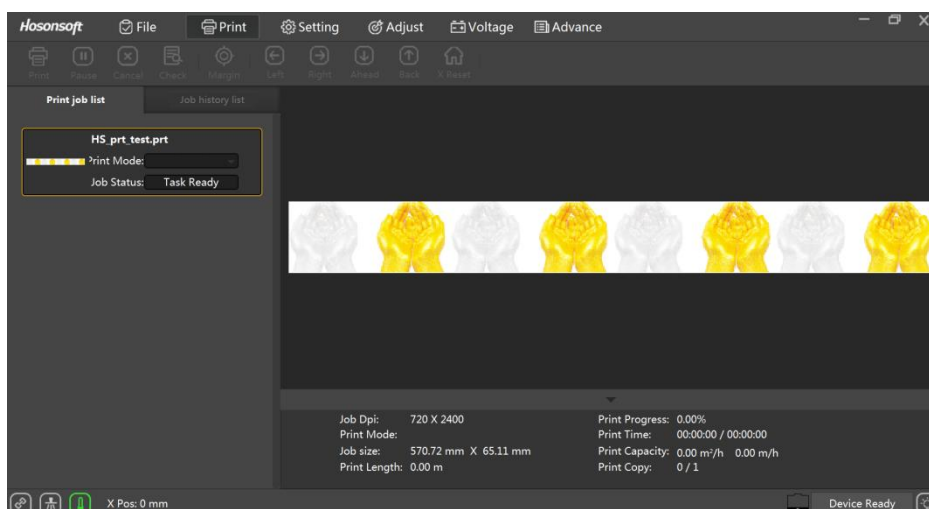 Hosonsoft File Print Setting Adjust Voltage Advance
Print Pause Cancel Check Margin Left Right Ahead Back X Reset
Print job list Job history list
HS_prt_test.prt
Print Mode:
Job Status: Task Ready
Job Dpi: 720 X 2400 Print Progress: 0.00%
Print Mode: Print Time: 00:00:00 / 00:00:00
Job size: 570.72 mm X 65.11 mm Print Capacity: 0.00 m²/h 0.00 m/h
Print Length: 0.00 m Print Copy: 0 / 1
X Pos: 0 mm Device Ready